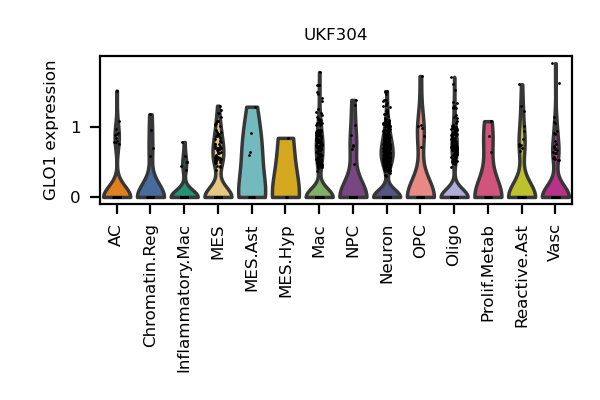 UKF304
GLO1 expression
1
0
AC
Chromatin.Reg
Inflammatory.Mac
MES
MES.Ast
MES.Hyp
Mac
NPC
Neuron
OPC
Oligo
Prolif.Metab
Reactive.Ast
Vasc